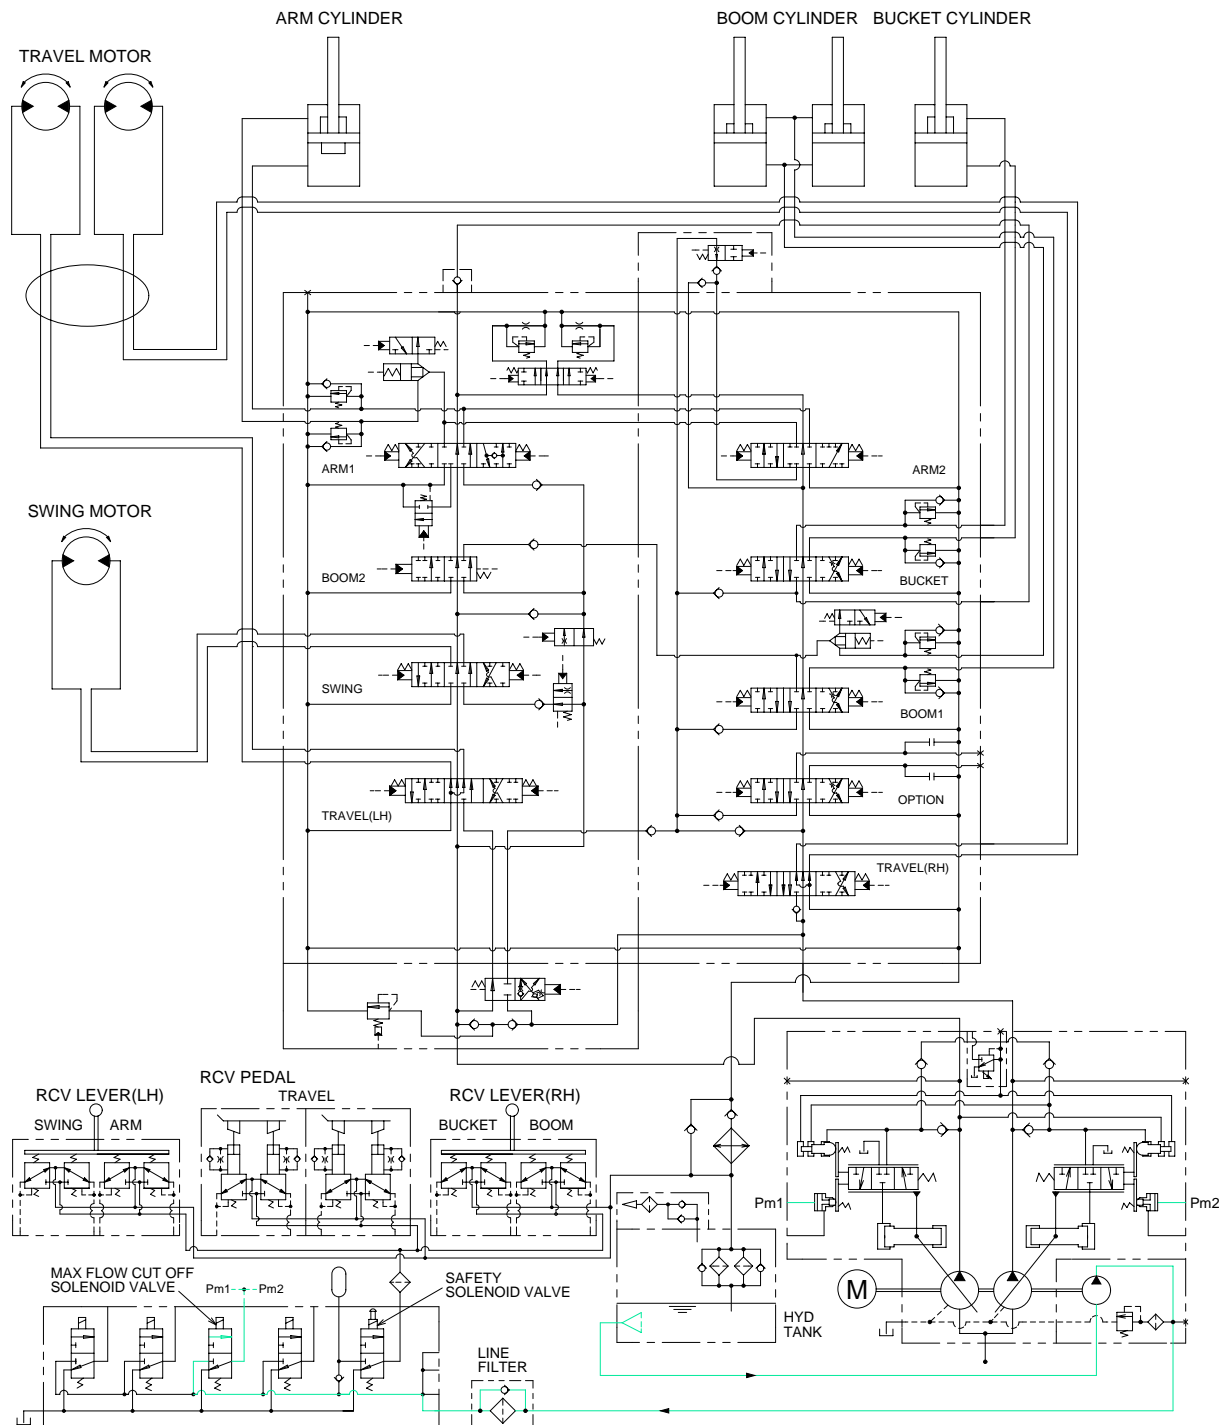 ARM CYLINDER
BOOM CYLINDER
BUCKET CYLINDER
TRAVEL MOTOR
ARM1
ARM2
SWING MOTOR
BOOM2
BUCKET
SWING
BOOM1
TRAVEL(LH)
OPTION
TRAVEL(RH)
RCV LEVER(LH)
SWING
ARM
RCV PEDAL
TRAVEL
RCV LEVER(RH)
BUCKET
BOOM
Pm1
Pm2
MAX FLOW CUT OFF
SOLENOID VALVE
Pm1
Pm2
SAFETY
SOLENOID VALVE
M
HYD
TANK
LINE
FILTER